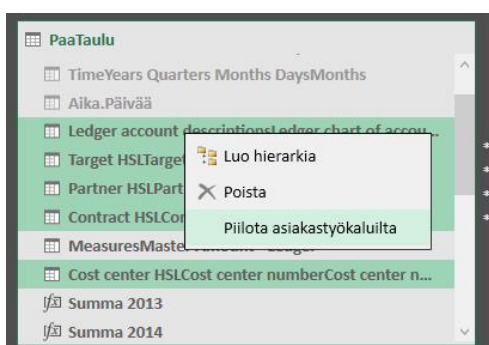 PaaTaulu
TimeYears Quarters Months DaysMonths
Aika.Päivää
Ledger account descriptionsLedger chart of accou...
Target HSLTarget
Luo hierarkia
Partner HSLPart
Poista
Contract HSLCon
Piilota asiakastyökaluilta
MeasuresMaster Amount - Ledger
Cost center HSLCost center numberCost center n...
Summa 2013
Summa 2014